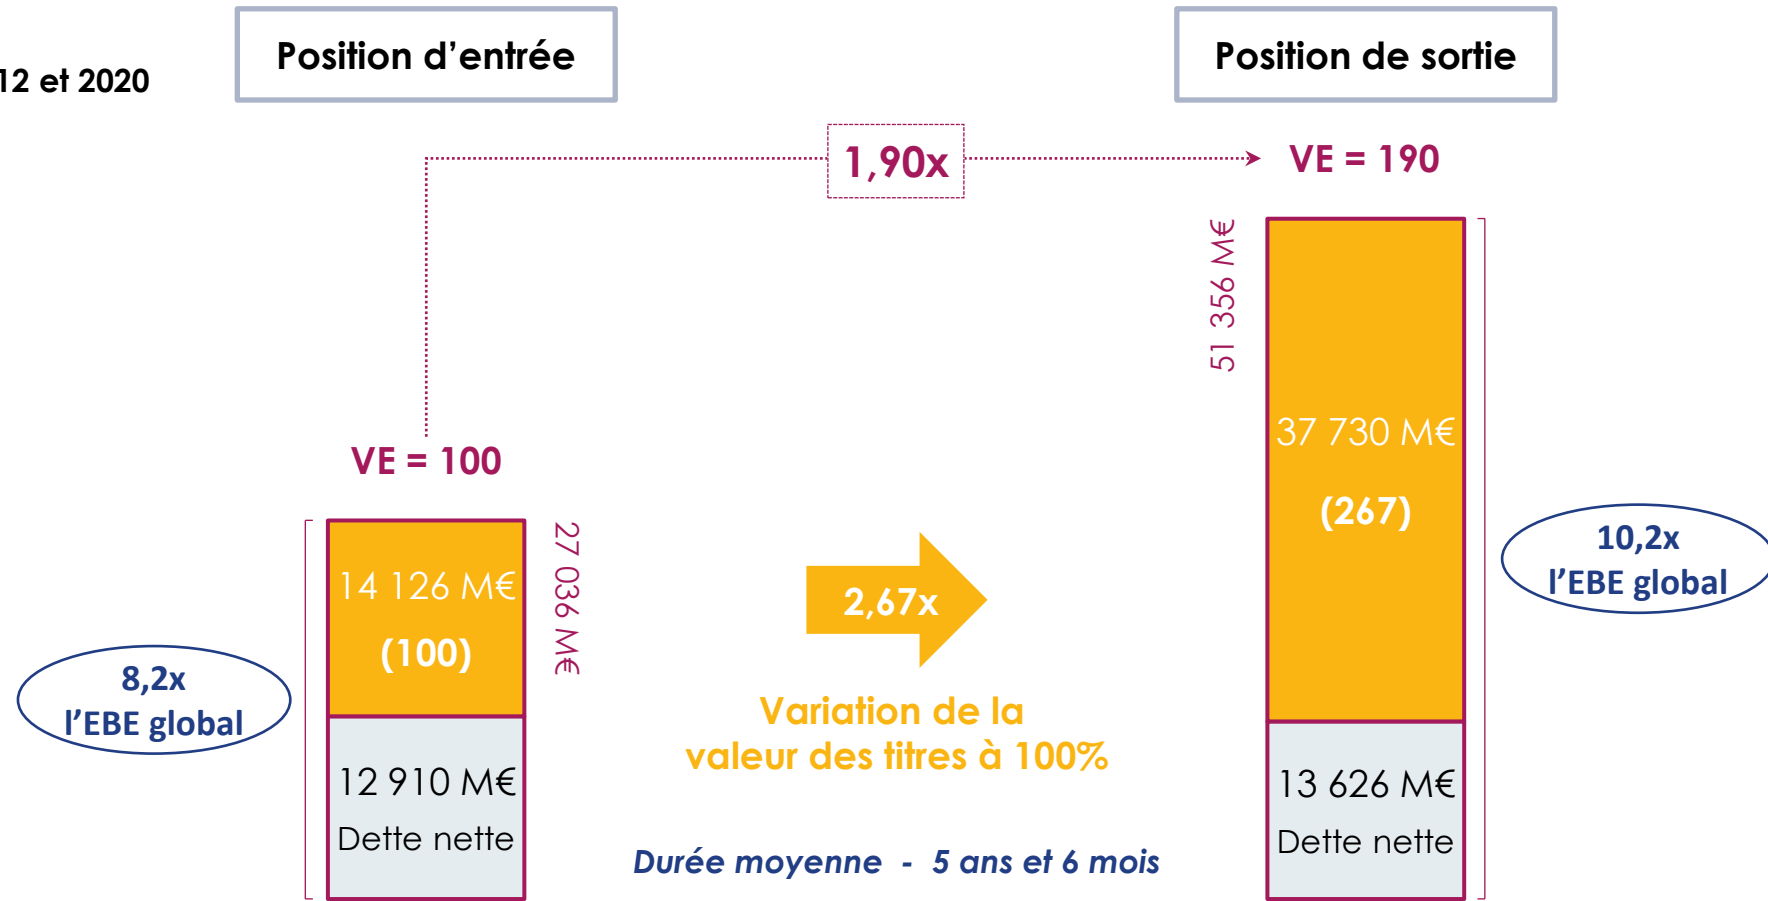 12 et 2020
Position d’entrée
Position de sortie
1,90x
VE = 190
51 356 M€
VE = 100
37 730 M€
(267)
27 036 M€
14 126 M€
(100)
2,67x
10,2x
l’EBE global
8,2x
l’EBE global
Variation de la
valeur des titres à 100%
12 910 M€
Dette nette
13 626 M€
Dette nette
Durée moyenne - 5 ans et 6 mois